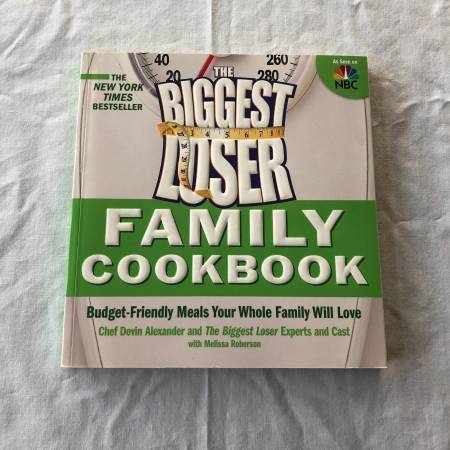 40
20
260
280
As Seen on
NBC
THE
NEW YORK
TIMES
BESTSELLER
THE
BIGGEST
LOSER
FAMILY
COOKBOOK
Budget-Friendly Meals Your Whole Family Will Love
Chef Devin Alexander and The Biggest Loser Experts and Cast
with Melissa Roberson